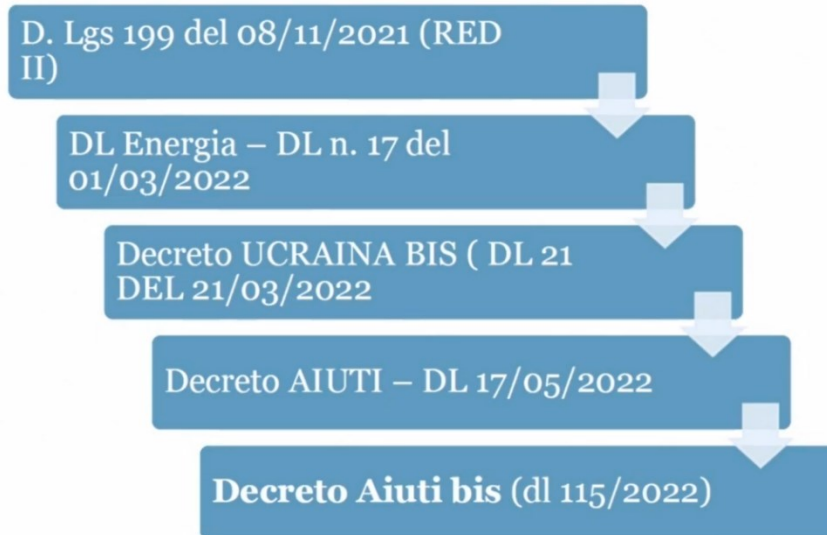 D. Lgs 199 del 08/11/2021 (RED
II)
DL Energia – DL n. 17 del
01/03/2022
Decreto UCRAINA BIS ( DL 21
DEL 21/03/2022
Decreto AIUTI – DL 17/05/2022
Decreto Aiuti bis (dl 115/2022)